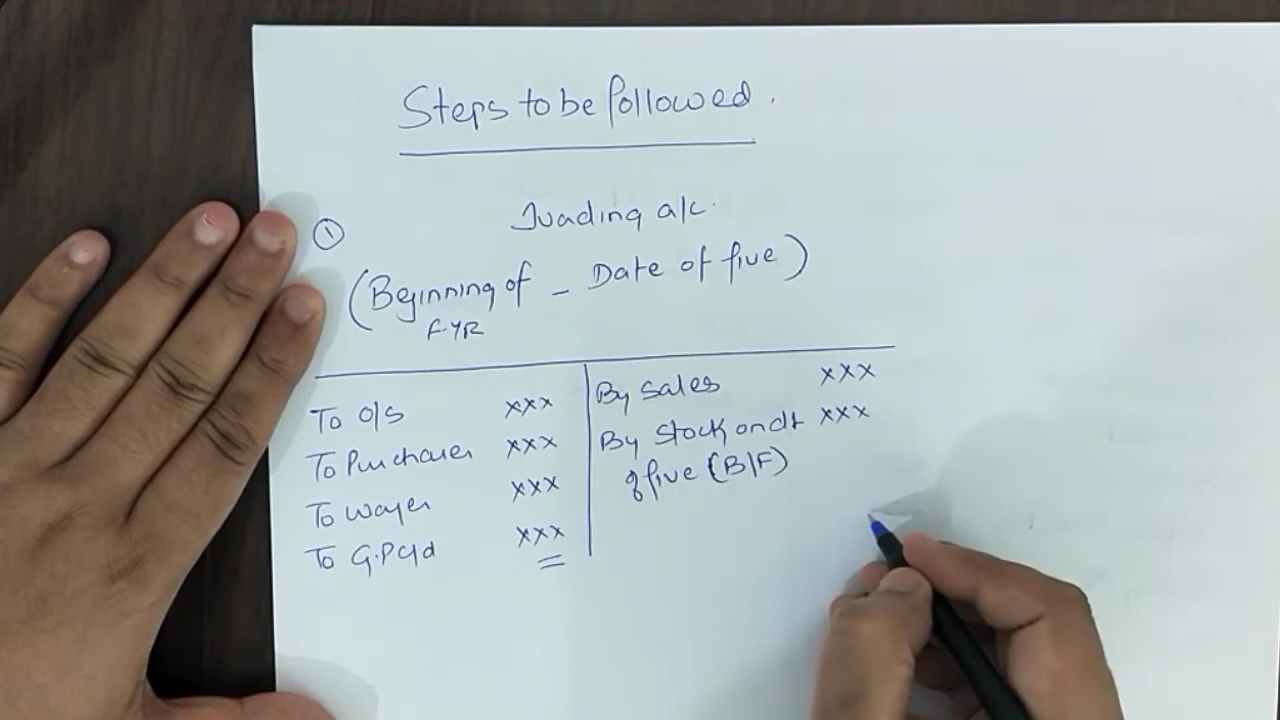 Steps to be followed.
① Trading a/c.
(Beginning of - Date of fire)
F.YR
To O/S xxx
To Purchases xxx
To wages xxx
To G.P C/d xxx
By Sales xxx
By Stock on dt xxx
of fire (B/F)